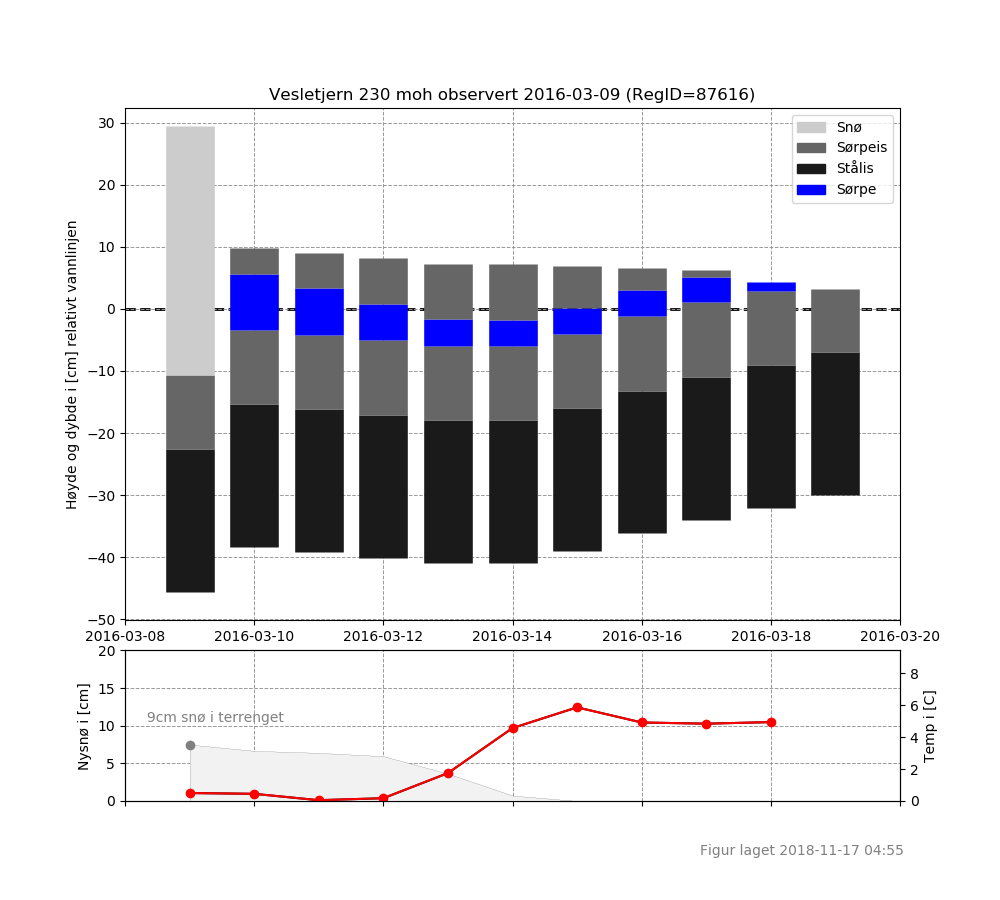 Vesletjern 230 moh observert 2016-03-09 (RegID=87616)
Høyde og dybde i [cm] relativt vannlinjen
30
20
10
0
−10
−20
−30
−40
−50
Snø
Sørpeis
Stålis
Sørpe
2016-03-08 2016-03-10 2016-03-12 2016-03-14 2016-03-16 2016-03-18 2016-03-20
Nysnø i [cm]
20
15
10
5
0
9cm snø i terrenget
8
6
4
2
0
Temp i [C]
Figur laget 2018-11-17 04:55